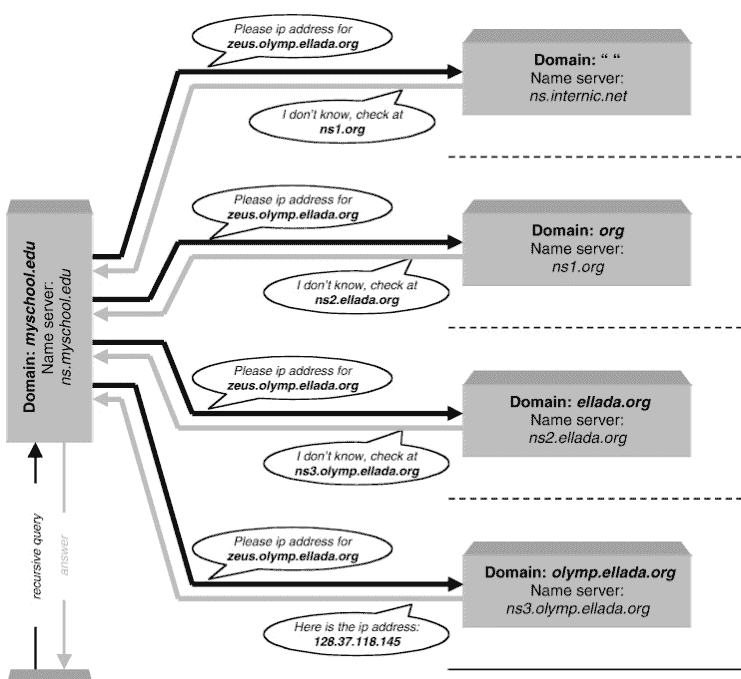 Please ip address for
zeus.olymp.ellada.org
Domain: “ “
Name server:
ns.internic.net
I don’t know, check at
ns1.org
Please ip address for
zeus.olymp.ellada.org
Domain: org
Name server:
ns1.org
I don’t know, check at
ns2.ellada.org
Domain: myschool.edu
Name server:
ns.myschool.edu
Please ip address for
zeus.olymp.ellada.org
Domain: ellada.org
Name server:
ns2.ellada.org
I don’t know, check at
ns3.olymp.ellada.org
recursive query
answer
Please ip address for
zeus.olymp.ellada.org
Domain: olymp.ellada.org
Name server:
ns3.olymp.ellada.org
Here is the ip address:
128.37.118.145